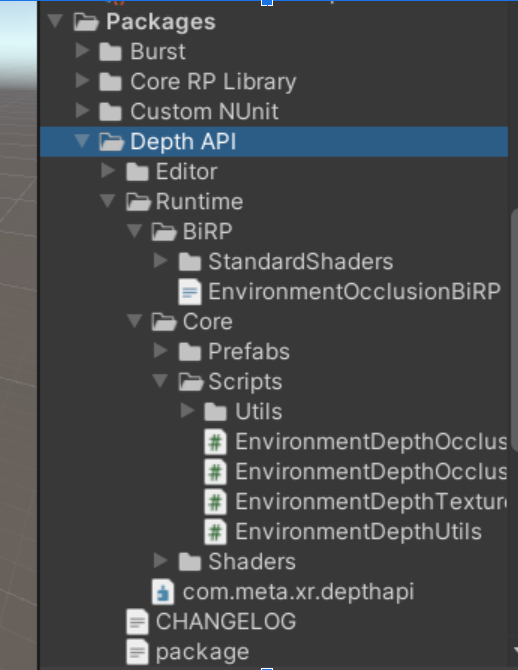 Packages
Burst
Core RP Library
Custom NUnit
Depth API
Editor
Runtime
BiRP
StandardShaders
EnvironmentOcclusionBiRP
Core
Prefabs
Scripts
Utils
EnvironmentDepthOcclus
EnvironmentDepthOcclus
EnvironmentDepthTextur
EnvironmentDepthUtils
Shaders
com.meta.xr.depthapi
CHANGELOG
package